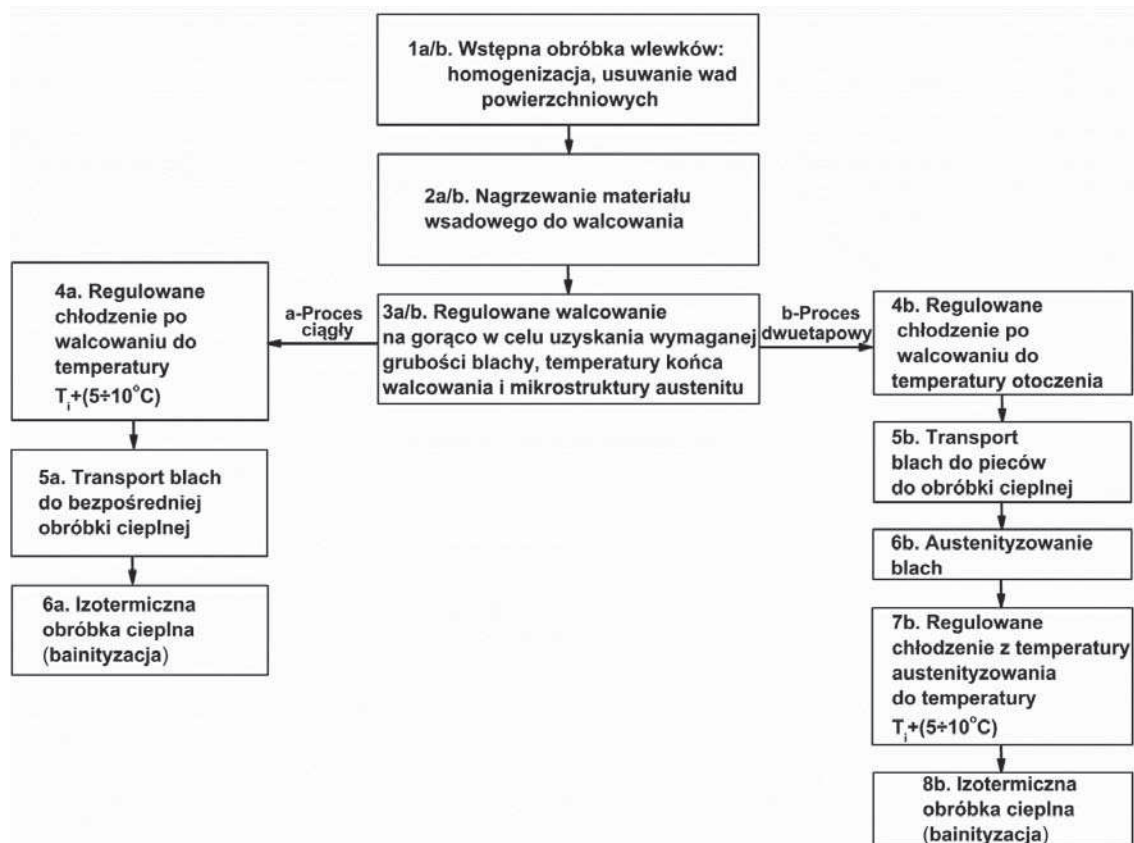 1a/b. Wstępna obróbka wlewków:
homogenizacja, usuwanie wad
powierzchniowych
2a/b. Nagrzewanie materiału
wsadowego do walcowania
3a/b. Regulowane walcowanie
na gorąco w celu uzyskania wymaganej
grubości blachy, temperatury końca
walcowania i mikrostruktury austenitu
a-Proces
ciągły
4a. Regulowane
chłodzenie po
walcowaniu do
temperatury
Ti+(5÷10°C)
5a. Transport blach
do bezpośredniej
obróbki cieplnej
6a. Izotermiczna
obróbka cieplna
(bainityzacja)
b-Proces
dwuetapowy
4b. Regulowane
chłodzenie po
walcowaniu do
temperatury otoczenia
5b. Transport
blach do pieców
do obróbki cieplnej
6b. Austenityzowanie
blach
7b. Regulowane
chłodzenie z temperatury
austenityzowania
do temperatury
Ti+(5÷10°C)
8b. Izotermiczna
obróbka cieplna
(bainityzacja)